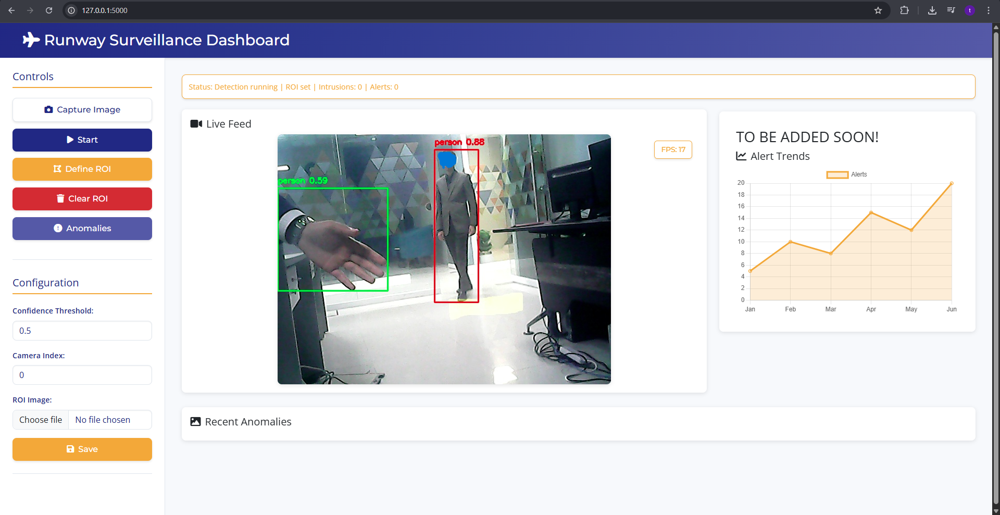 127.0.0.1:5000
t
Runway Surveillance Dashboard
Controls
Capture Image
Start
Define ROI
Clear ROI
Anomalies
Configuration
Confidence Threshold:
0.5
Camera Index:
0
ROI Image:
Choose file No file chosen
Save
Status: Detection running | ROI set | Intrusions: 0 | Alerts: 0
Live Feed
FPS: 17
person 0.88
person 0.59
TO BE ADDED SOON!
Alert Trends
Alerts
20
18
16
14
12
10
8
6
4
2
0
Jan Feb Mar Apr May Jun
Recent Anomalies